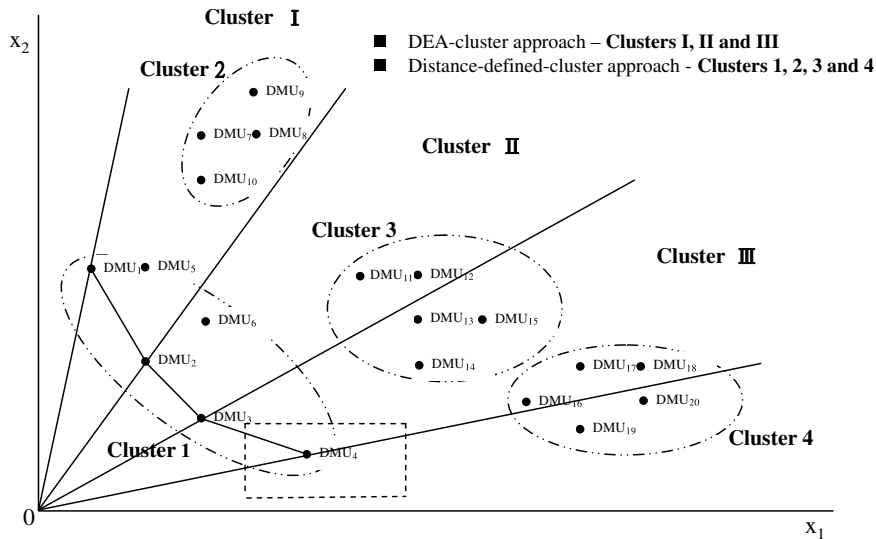 Cluster Ⅰ
x2
DEA-cluster approach – Clusters I, II and III
Distance-defined-cluster approach - Clusters 1, 2, 3 and 4
Cluster 2
DMU9
DMU7
DMU8
Cluster Ⅱ
DMU10
Cluster 3
Cluster Ⅲ
DMU1
DMU5
DMU11
DMU12
DMU6
DMU13
DMU15
DMU2
DMU14
DMU17
DMU18
DMU16
DMU20
DMU3
DMU19
Cluster 4
Cluster 1
DMU4
0
x1